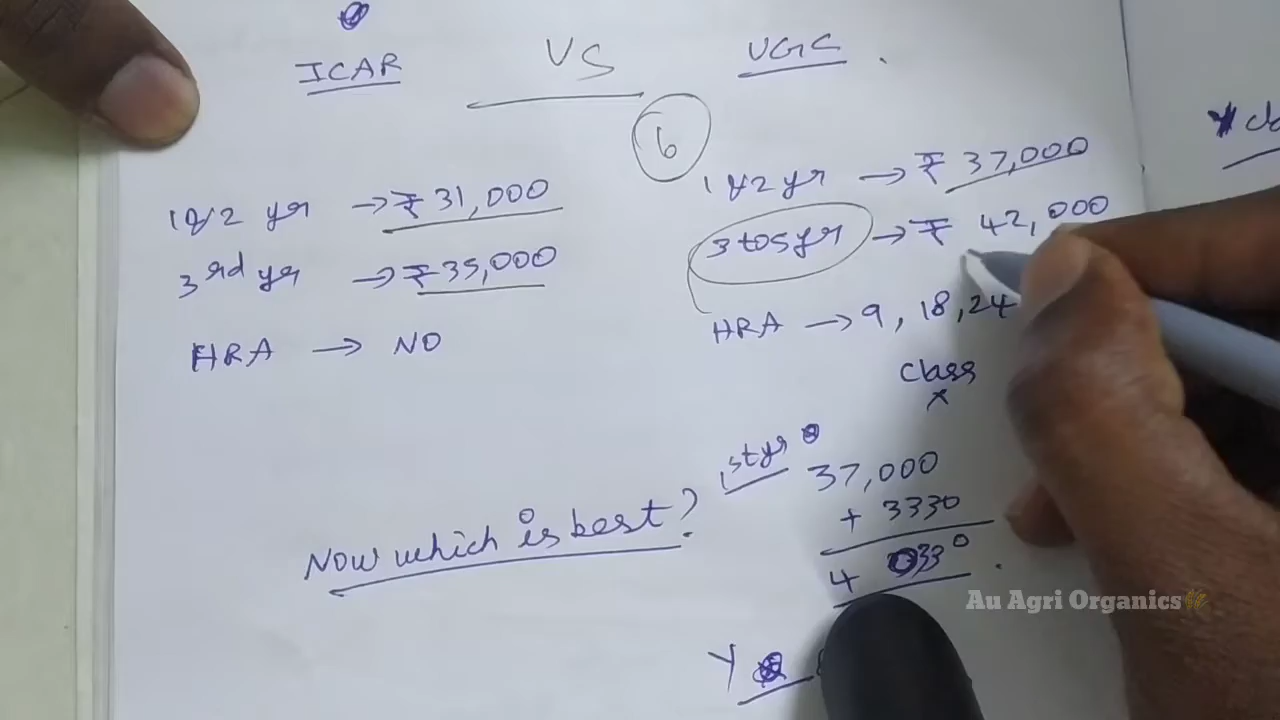 ICAR VS UGC.
6
1&2 yr → ₹ 31,000
3rd yr → ₹ 35,000
HRA → NO
1&2 yr → ₹ 37,000
3 to 5 yr → ₹ 42,000
HRA → 9, 18, 24
class
x
1st yr
37,000
+ 3330
4 0330.
Now which is best?
Y
Au Agri Organics